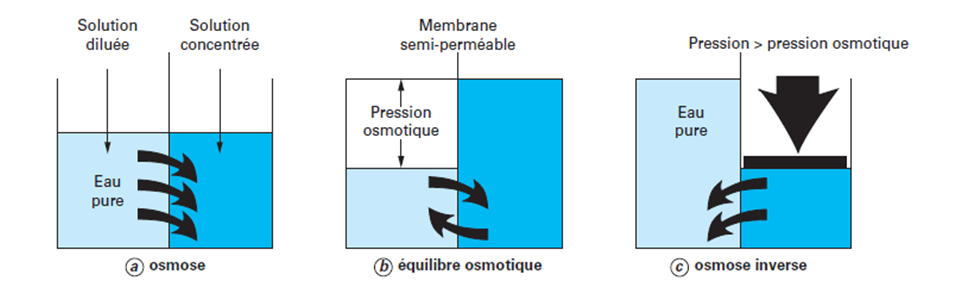 Solution
diluée
Solution
concentrée
Eau
pure
a osmose
Membrane
semi-perméable
Pression
osmotique
b équilibre osmotique
Pression > pression osmotique
Eau
pure
c osmose inverse